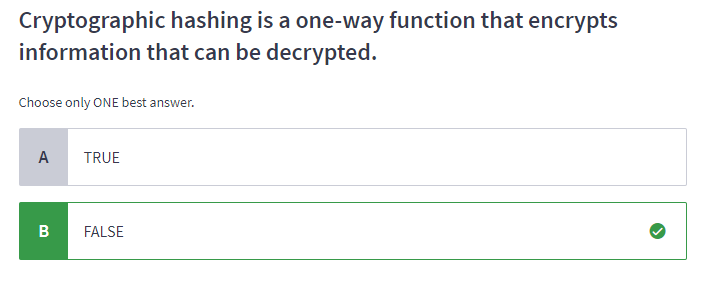 Cryptographic hashing is a one-way function that encrypts
information that can be decrypted.
Choose only ONE best answer.
A TRUE
B FALSE